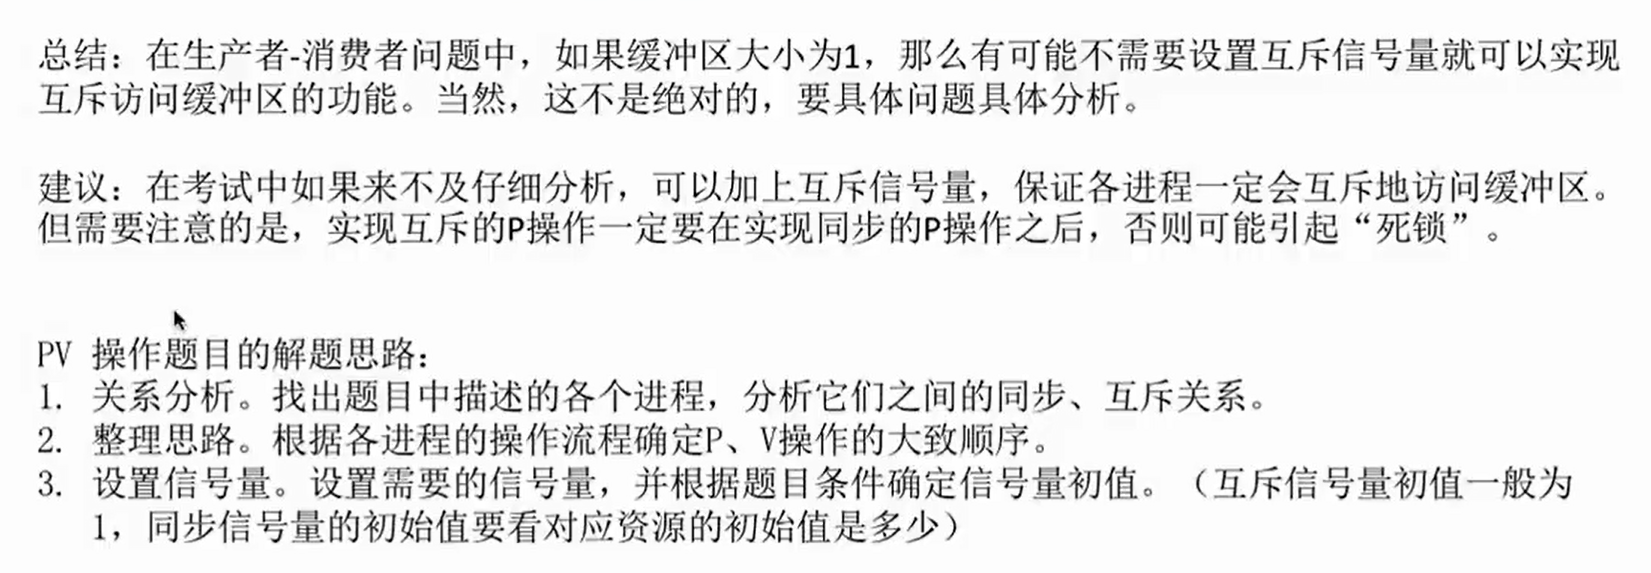 总结：在生产者-消费者问题中，如果缓冲区大小为1，那么有可能不需要设置互斥信号量就可以实现
互斥访问缓冲区的功能。当然，这不是绝对的，要具体问题具体分析。
建议：在考试中如果来不及仔细分析，可以加上互斥信号量，保证各进程一定会互斥地访问缓冲区。
但需要注意的是，实现互斥的P操作一定要在实现同步的P操作之后，否则可能引起“死锁”。
PV 操作题目的解题思路：
1. 关系分析。找出题目中描述的各个进程，分析它们之间的同步、互斥关系。
2. 整理思路。根据各进程的操作流程确定P、V操作的大致顺序。
3. 设置信号量。设置需要的信号量，并根据题目条件确定信号量初值。（互斥信号量初值一般为
1，同步信号量的初始值要看对应资源的初始值是多少）